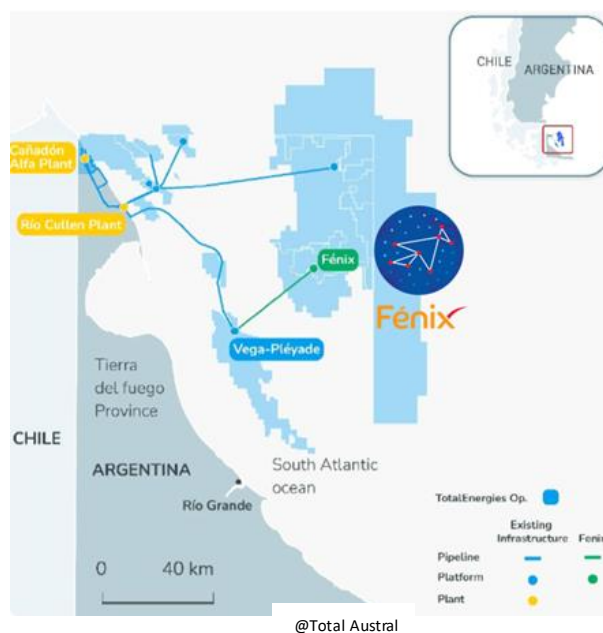 CHILE
ARGENTINA
Cañadón
Alfa Plant
Río Cullen Plant
Fénix
Fénix
Vega-Pléyade
Tierra
del fuego
Province
CHILE
ARGENTINA
South Atlantic
ocean
Río Grande
TotalEnergies Op.
Existing
Infrastructure
Fenix
Pipeline
Platform
Plant
0 40 km
@Total Austral